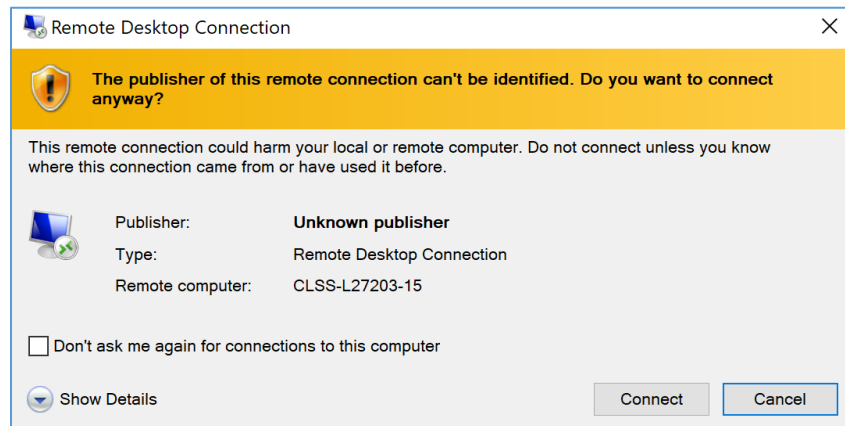 Remote Desktop Connection
The publisher of this remote connection can't be identified. Do you want to connect
anyway?
This remote connection could harm your local or remote computer. Do not connect unless you know
where this connection came from or have used it before.
Publisher: Unknown publisher
Type: Remote Desktop Connection
Remote computer: CLSS-L27203-15
Don't ask me again for connections to this computer
Show Details Connect Cancel